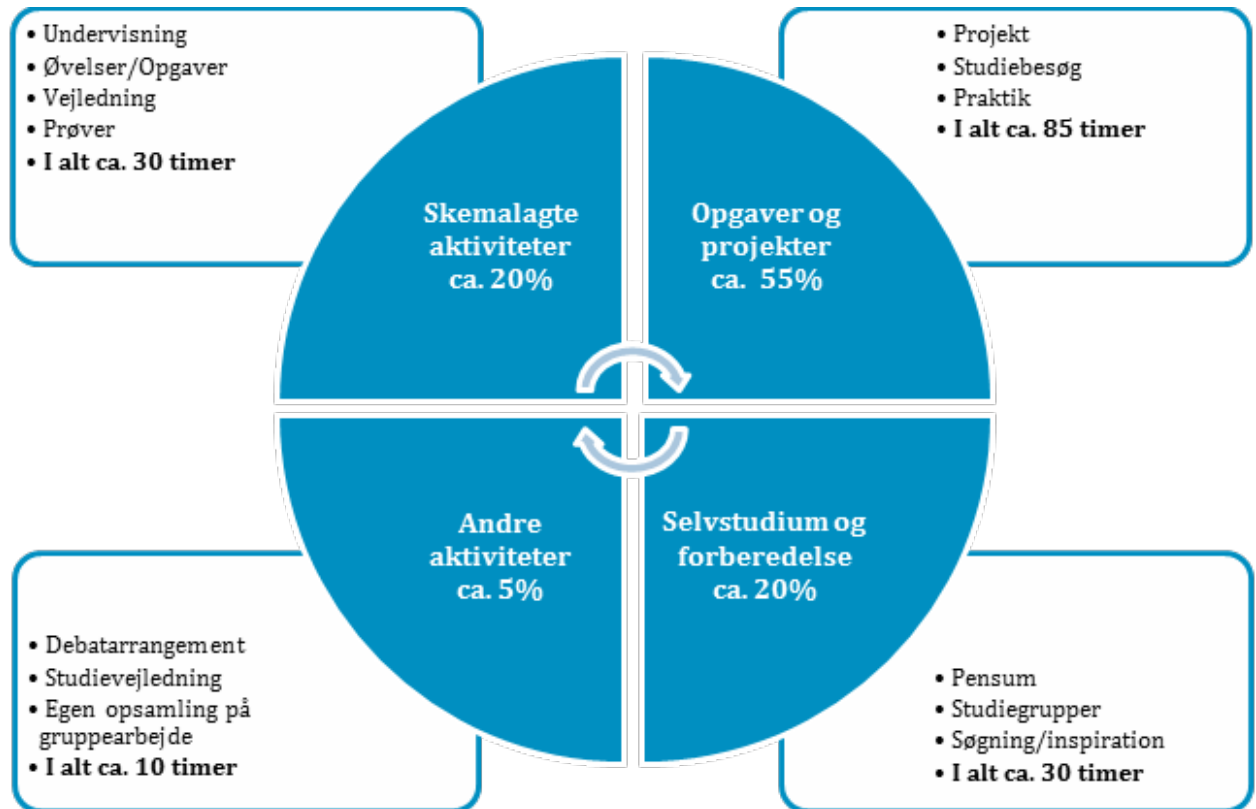 • Undervisning
• Øvelser/Opgaver
• Vejledning
• Prøver
• I alt ca. 30 timer
• Projekt
• Studiebesøg
• Praktik
• I alt ca. 85 timer
Skemalagte
aktiviteter
ca. 20%
Opgaver og
projekter
ca. 55%
Andre
aktiviteter
ca. 5%
Selvstudium og
forberedelse
ca. 20%
• Debatarrangement
• Studievejledning
• Egen opsamling på
gruppearbejde
• I alt ca. 10 timer
• Pensum
• Studiegrupper
• Søgning/inspiration
• I alt ca. 30 timer